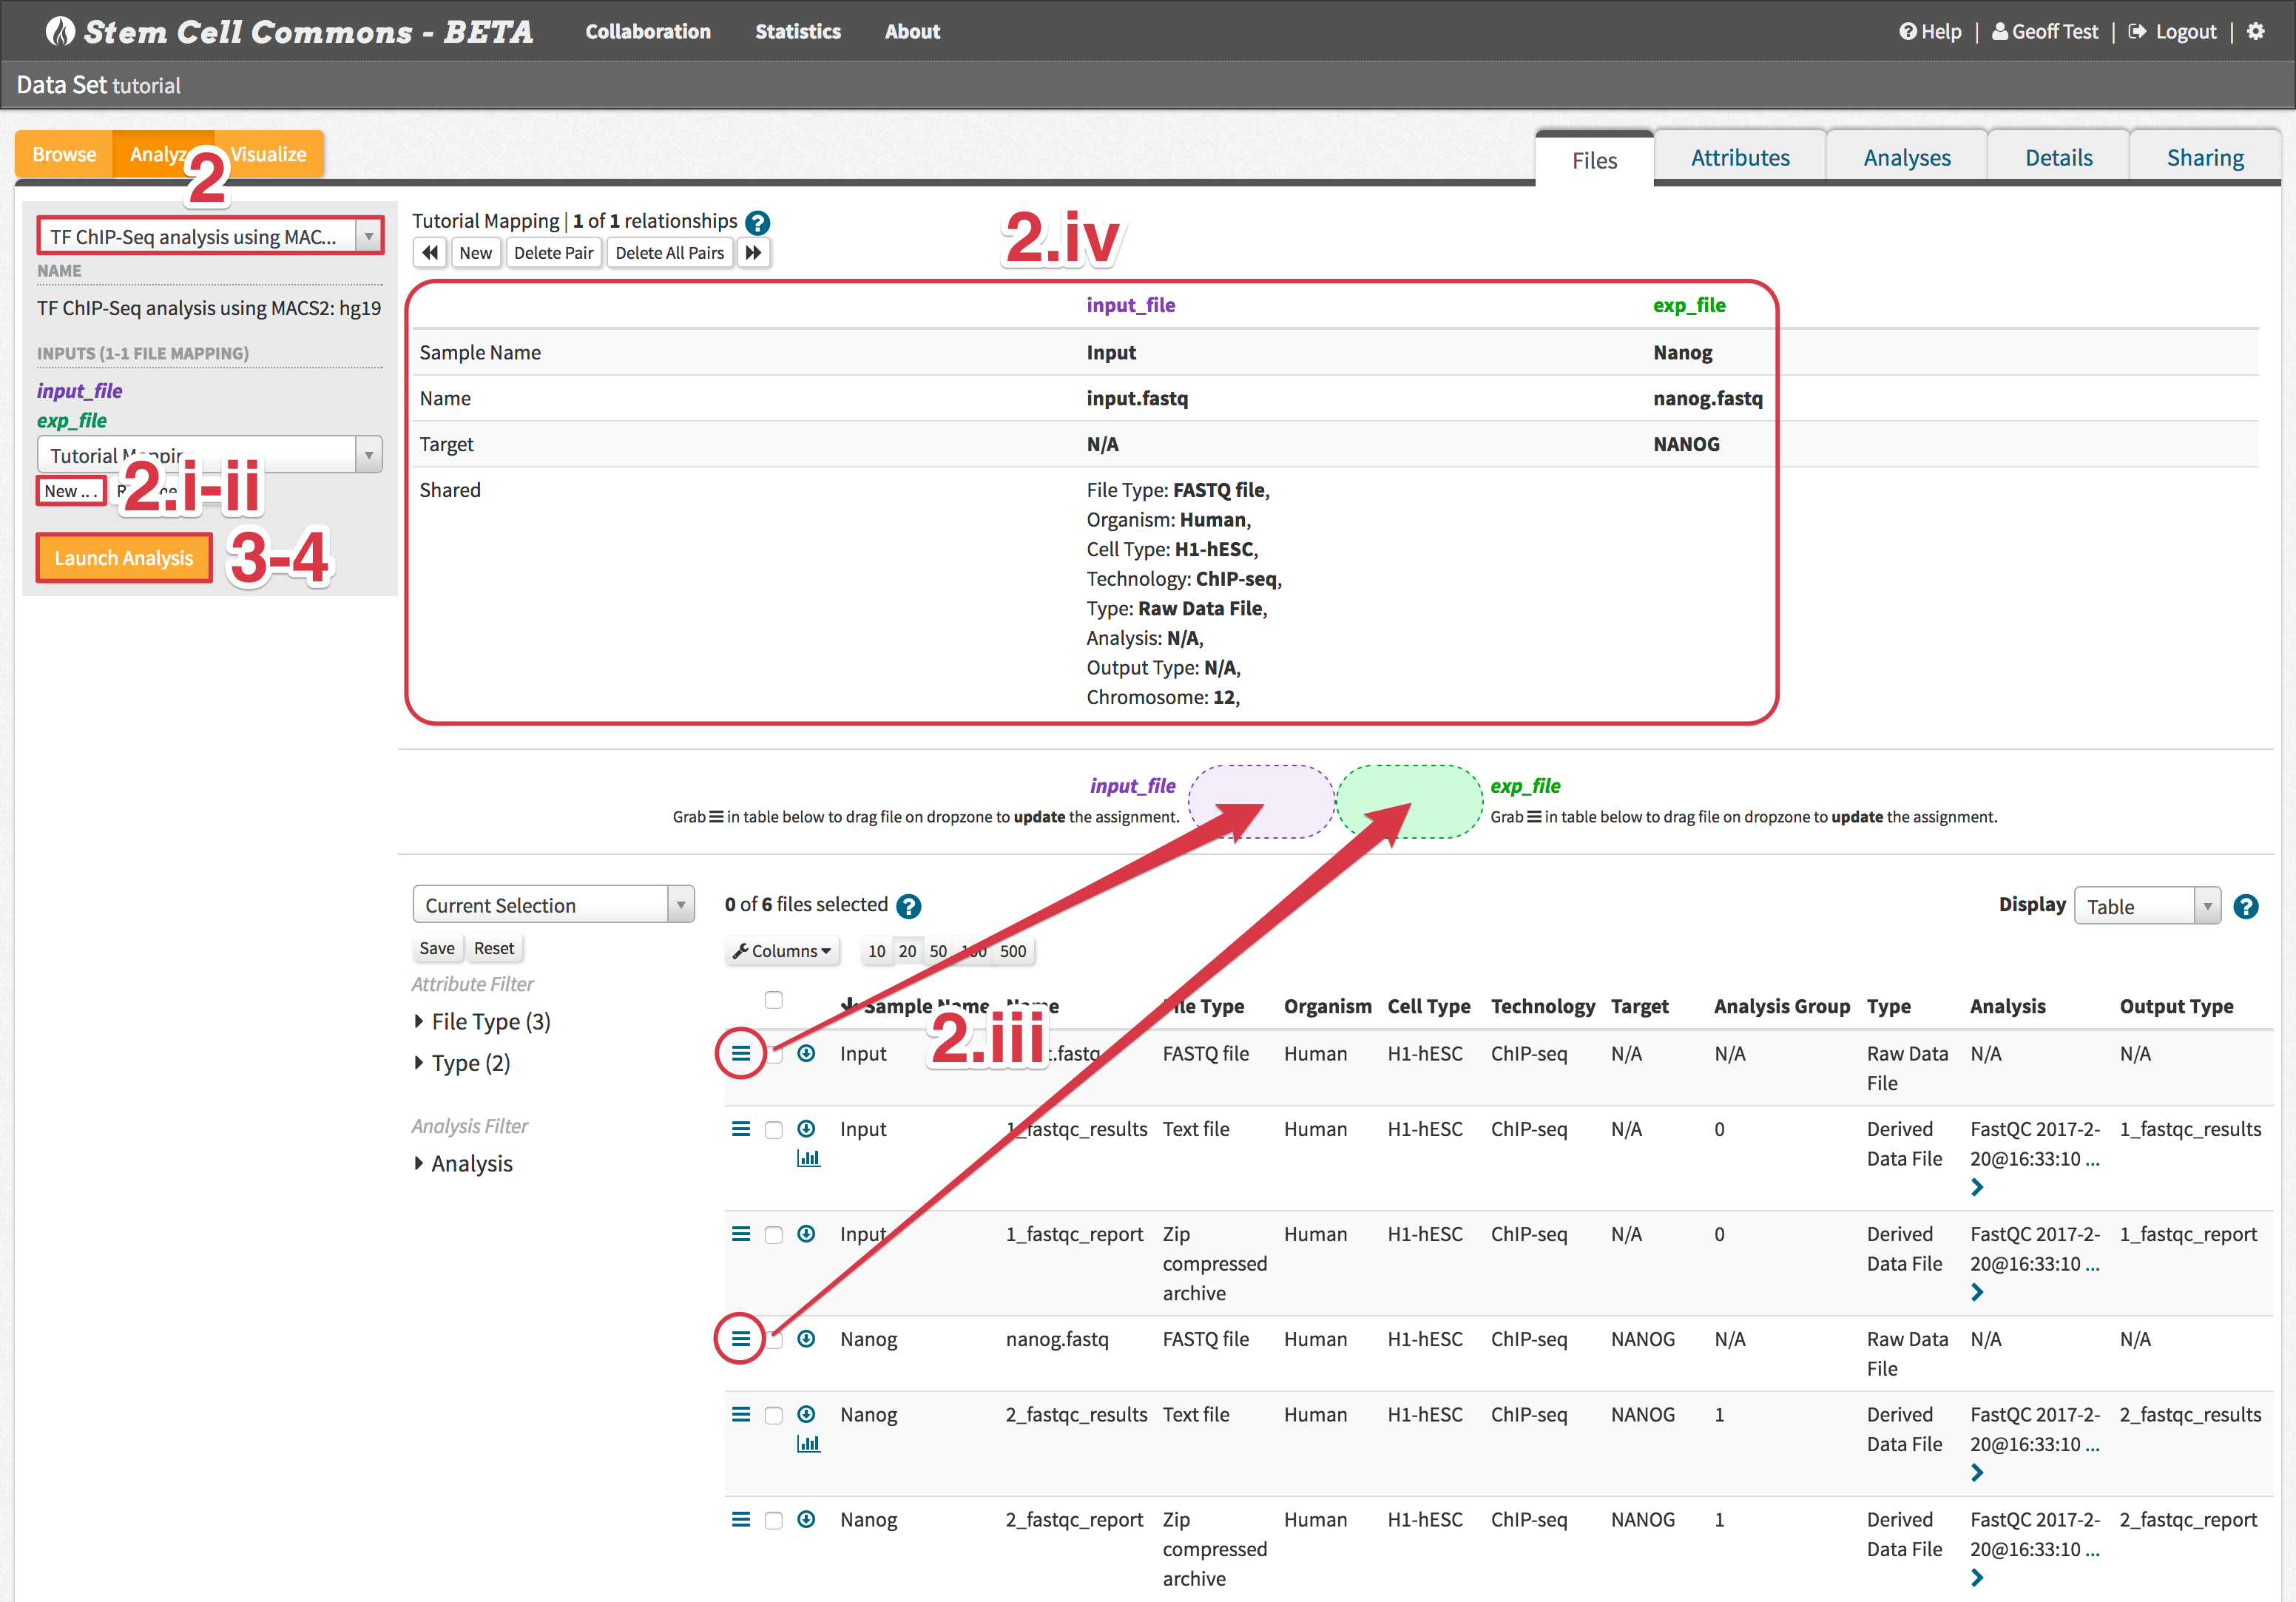 Stem Cell Commons - BETA Collaboration Statistics About Help | Geoff Test | Logout |
Data Set tutorial
Browse Visualize
2
Files Attributes Analyses Details Sharing
TF ChIP-Seq analysis using MAC...
NAME
TF ChIP-Seq analysis using MACS2: hg19
INPUTS (1-1 FILE MAPPING)
input_file
exp_file
Tutorial
New ...
2.i-ii
Launch Analysis
3-4
Tutorial Mapping | 1 of 1 relationships ?
New Delete Pair Delete All Pairs
2.iv
input_file exp_file
Sample Name Input Nanog
Name input.fastq nanog.fastq
Target N/A NANOG
Shared File Type: FASTQ file,
Organism: Human,
Cell Type: H1-hESC,
Technology: ChIP-seq,
Type: Raw Data File,
Analysis: N/A,
Output Type: N/A,
Chromosome: 12,
input_file
Grab in table below to drag file on dropzone to update the assignment.
exp_file
Grab in table below to drag file on dropzone to update the assignment.
Current Selection
Save Reset
Attribute Filter
File Type (3)
Type (2)
Analysis Filter
Analysis
0 of 6 files selected ?
Display Table ?
Columns 10 20 50 100 500
Sample Name Name File Type Organism Cell Type Technology Target Analysis Group Type Analysis Output Type
2.iii
Input .fastq FASTQ file Human H1-hESC ChIP-seq N/A N/A Raw Data N/A N/A
File
Input 1_fastqc_results Text file Human H1-hESC ChIP-seq N/A 0 Derived FastQC 2017-2- 1_fastqc_results
Data File 20@16:33:10 ...
Input 1_fastqc_report Zip Human H1-hESC ChIP-seq N/A 0 Derived FastQC 2017-2- 1_fastqc_report
compressed Data File 20@16:33:10 ...
archive
Nanog nanog.fastq FASTQ file Human H1-hESC ChIP-seq NANOG N/A Raw Data N/A N/A
File
Nanog 2_fastqc_results Text file Human H1-hESC ChIP-seq NANOG 1 Derived FastQC 2017-2- 2_fastqc_results
Data File 20@16:33:10 ...
Nanog 2_fastqc_report Zip Human H1-hESC ChIP-seq NANOG 1 Derived FastQC 2017-2- 2_fastqc_report
compressed Data File 20@16:33:10 ...
archive